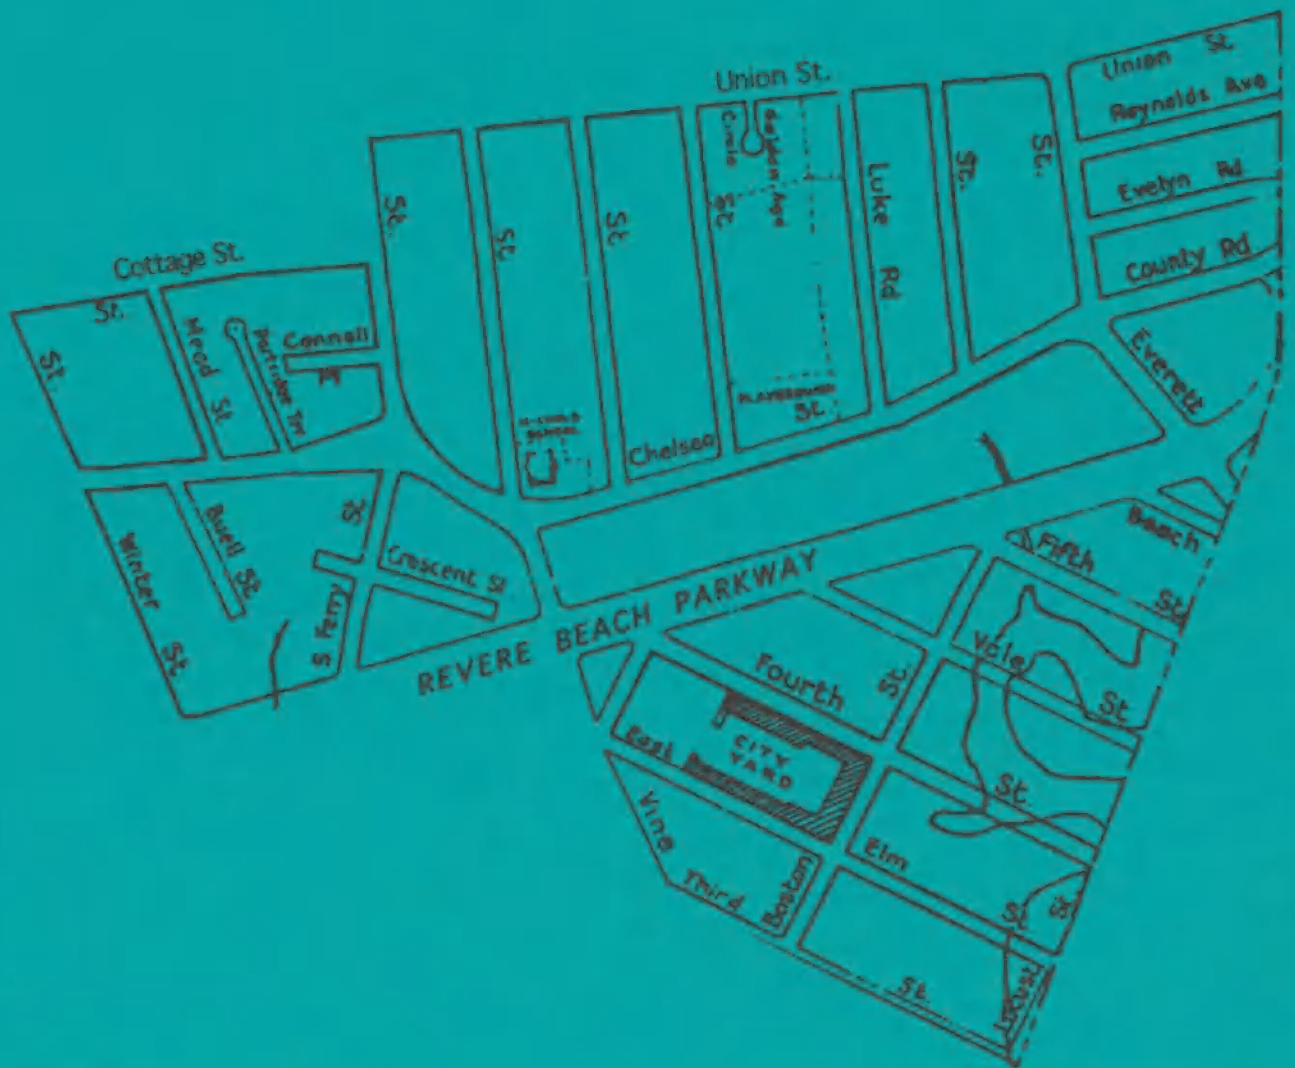 Union St.
Union St.
Reynolds Ave
Circle
Golden Age
St
Luke Rd
St.
St.
Evelyn Rd.
County Rd
St.
St
St
Cottage St.
St.
St.
Mead St
Partridge Trr
Connell
Everett
PLAYGROUND
St.
SCHOOL
Chelsea
Winter St.
Buell St.
St.
S Ferry
Crescent St.
REVERE BEACH PARKWAY
Beach St.
Fifth
Vale St
Fourth St.
CITY
YARD
East St.
Vine
Third St.
Boston
Elm St
St.
Locust